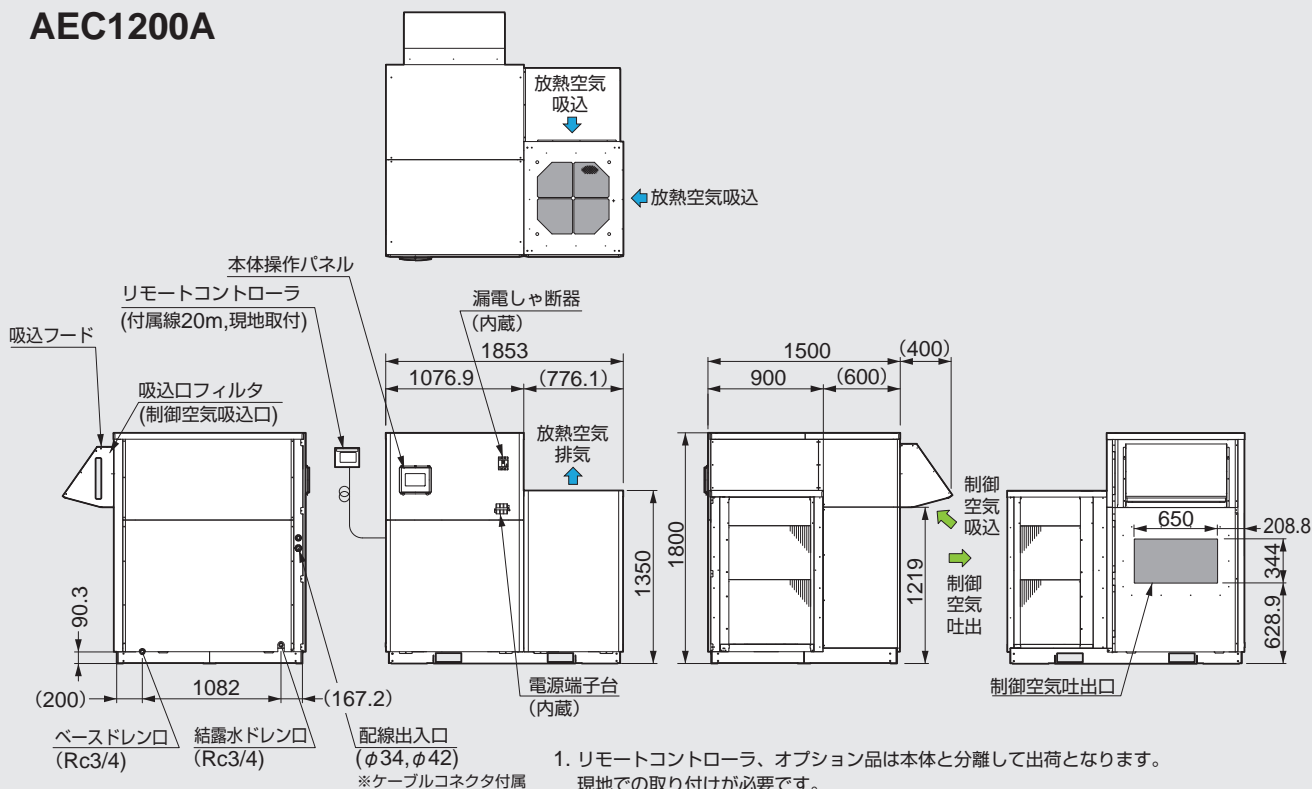 AEC1200A
放熱空気
吸込
放熱空気吸込
本体操作パネル
リモートコントローラ
(付属線20m,現地取付)
漏電しゃ断器
(内蔵)
吸込フード
吸込口フィルタ
(制御空気吸込口)
1853
1076.9
(776.1)
放熱空気
排気
1500
(400)
900
(600)
制御
空気
吸込
制御
空気
吐出
650
208.8
344
628.9
1800
1350
1219
90.3
(200)
1082
(167.2)
ベースドレン口
(Rc3/4)
結露水ドレン口
(Rc3/4)
配線出入口
(φ34,φ42)
※ケーブルコネクタ付属
電源端子台
(内蔵)
制御空気吐出口
1. リモートコントローラ、オプション品は本体と分離して出荷となります。
現地での取り付けが必要です。